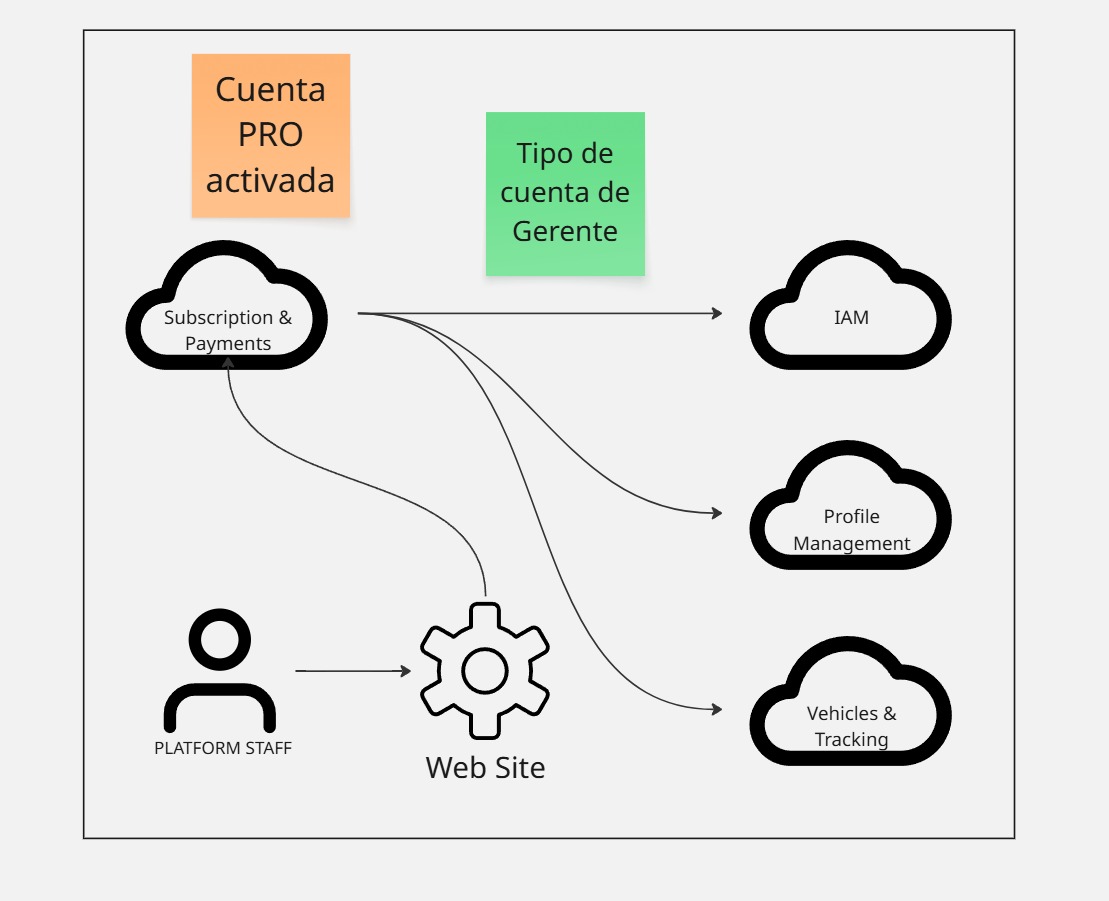 Cuenta
PRO
activada
Tipo de
cuenta de
Gerente
Subscription &
Payments
IAM
Profile
Management
Vehicles &
Tracking
PLATFORM STAFF
Web Site